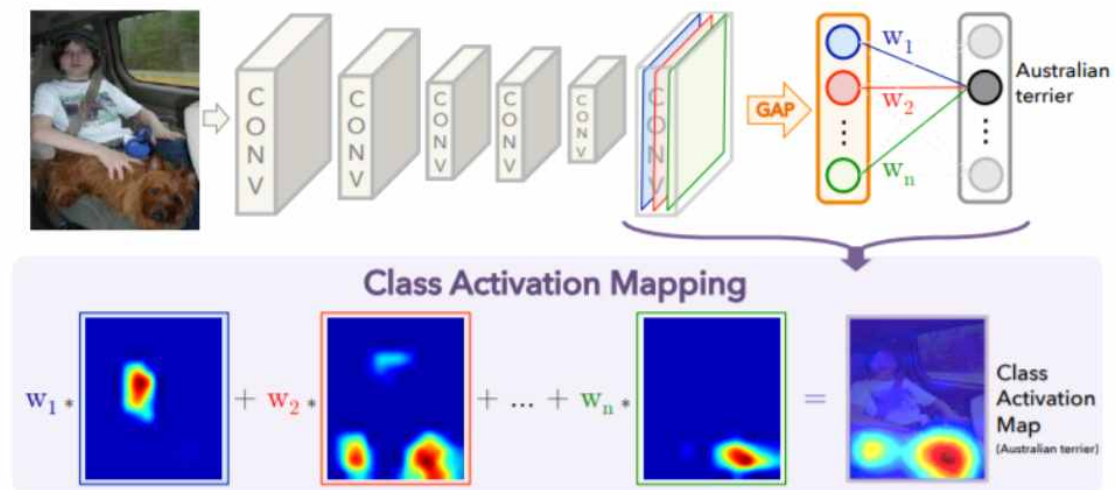 CONV
CONV
CONV
CONV
CONV
CONV
GAP
w1
w2
⋮
wn
⋮
Australian
terrier
Class Activation Mapping
w1 * + w2 * + ... + wn * =
Class
Activation
Map
(Australian terrier)